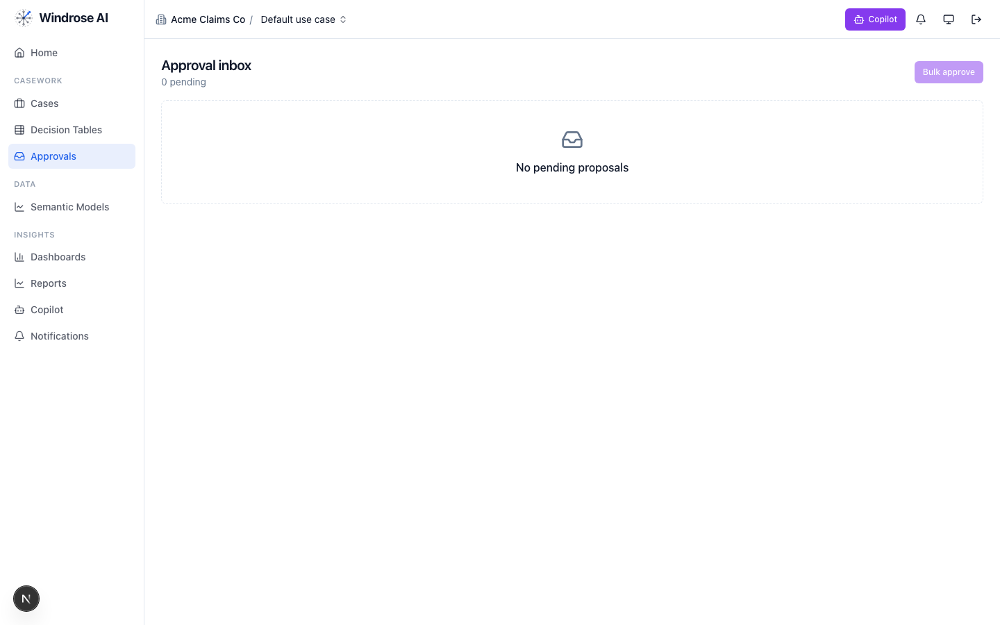 Windrose AI
Acme Claims Co / Default use case
Copilot
Home
CASEWORK
Cases
Decision Tables
Approvals
DATA
Semantic Models
INSIGHTS
Dashboards
Reports
Copilot
Notifications
Approval inbox
0 pending
Bulk approve
No pending proposals
N